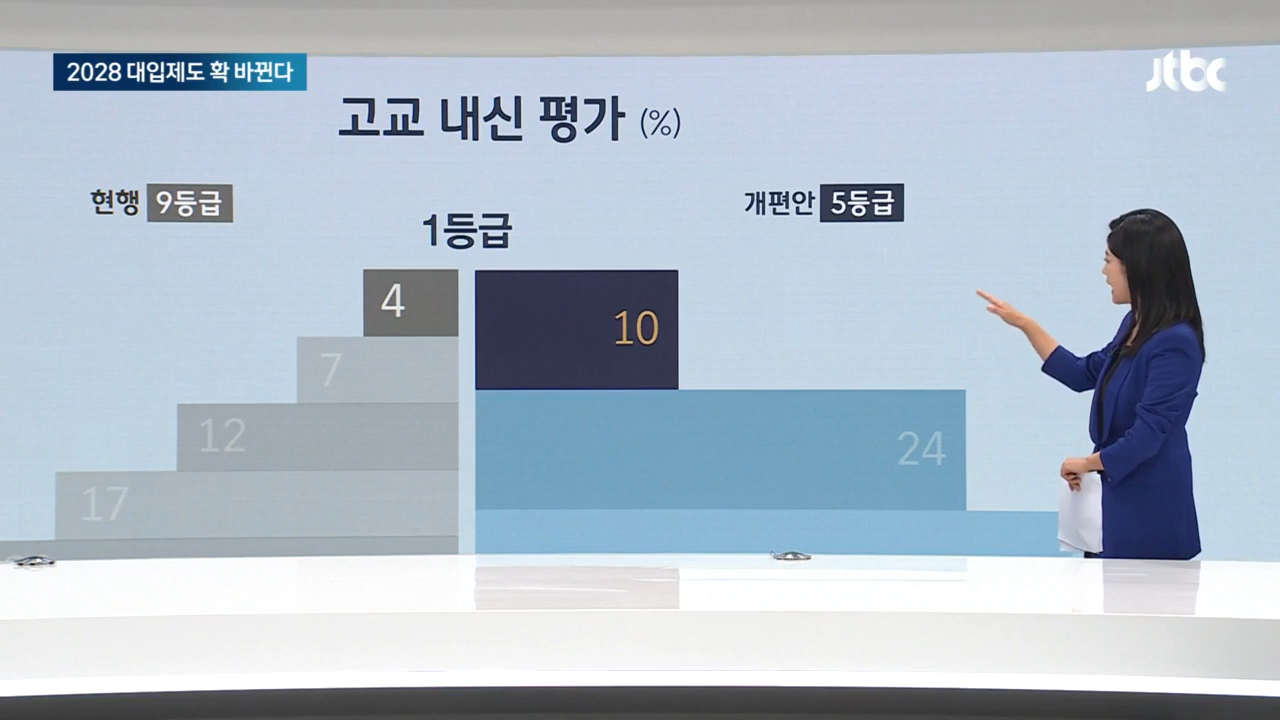 2028 대입제도 확 바뀐다
jtbc
고교 내신 평가 (%)
현행 9등급
개편안 5등급
1등급
4
10
7
12
24
17